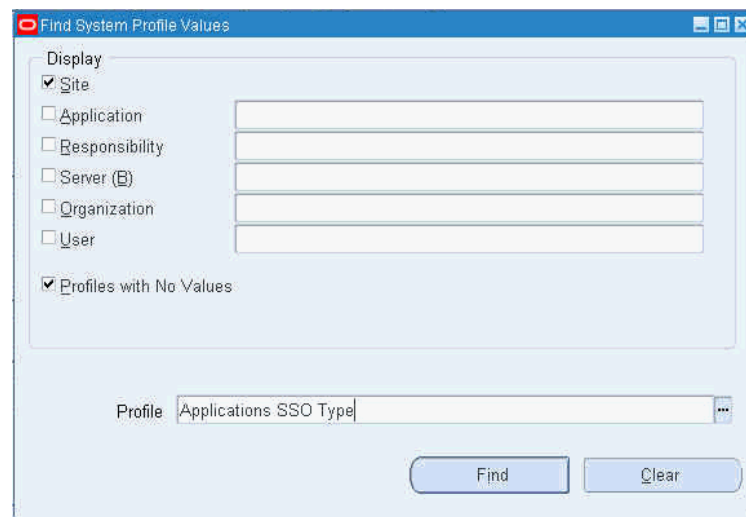 Find System Profile Values
Display
Site
Application
Responsibility
Server (B)
Organization
User
Profiles with No Values
Profile Applications SSO Type
Find Clear